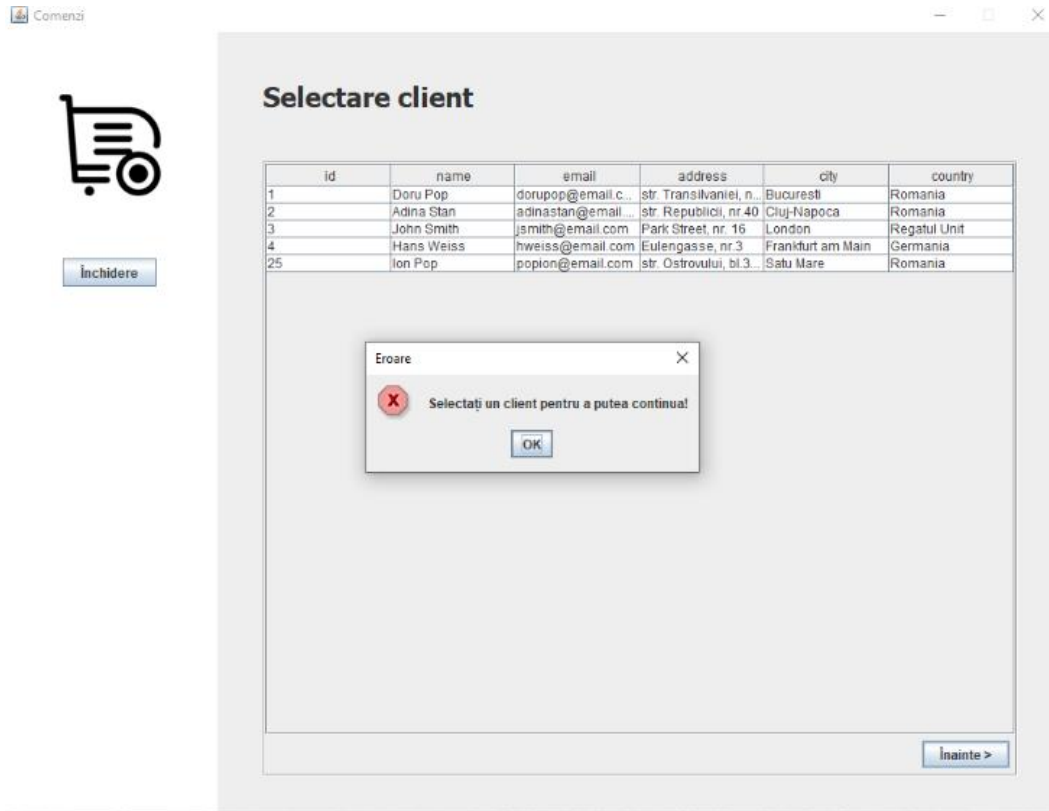 Comenzi
Selectare client
id name email address city country
1 Doru Pop dorupop@email.c... str. Transilvaniei, n... Bucuresti Romania
2 Adina Stan adinastan@email.... str. Republicii, nr.40 Cluj-Napoca Romania
3 John Smith jsmith@email.com Park Street, nr. 16 London Regatul Unit
4 Hans Weiss hweiss@email.com Eulengasse, nr.3 Frankfurt am Main Germania
25 Ion Pop popion@email.com str. Ostrovului, bl.3... Satu Mare Romania
Închidere
Eroare
Selectați un client pentru a putea continua!
OK
Înainte >